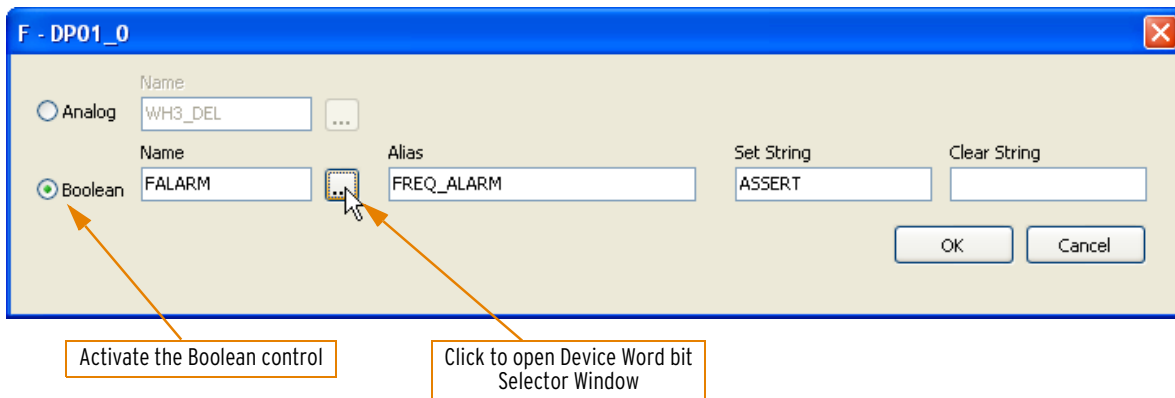 F - DP01_0
Name
Analog
WH3_DEL
...
Name
Alias
Set String
Clear String
Boolean
FALARM
...
FREQ_ALARM
ASSERT
OK
Cancel
Activate the Boolean control
Click to open Device Word bit
Selector Window